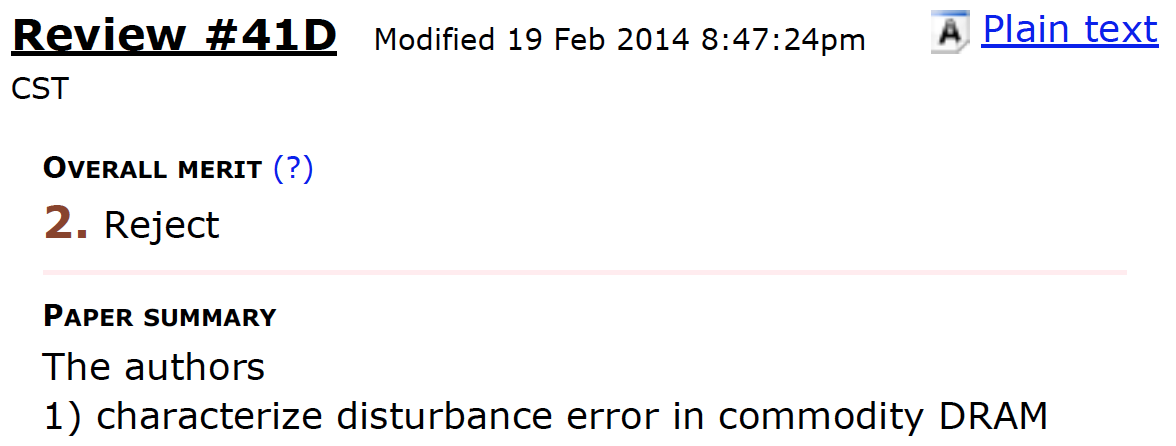 Review #41D Modified 19 Feb 2014 8:47:24pm Plain text
CST
OVERALL MERIT (?)
2. Reject
PAPER SUMMARY
The authors
1) characterize disturbance error in commodity DRAM